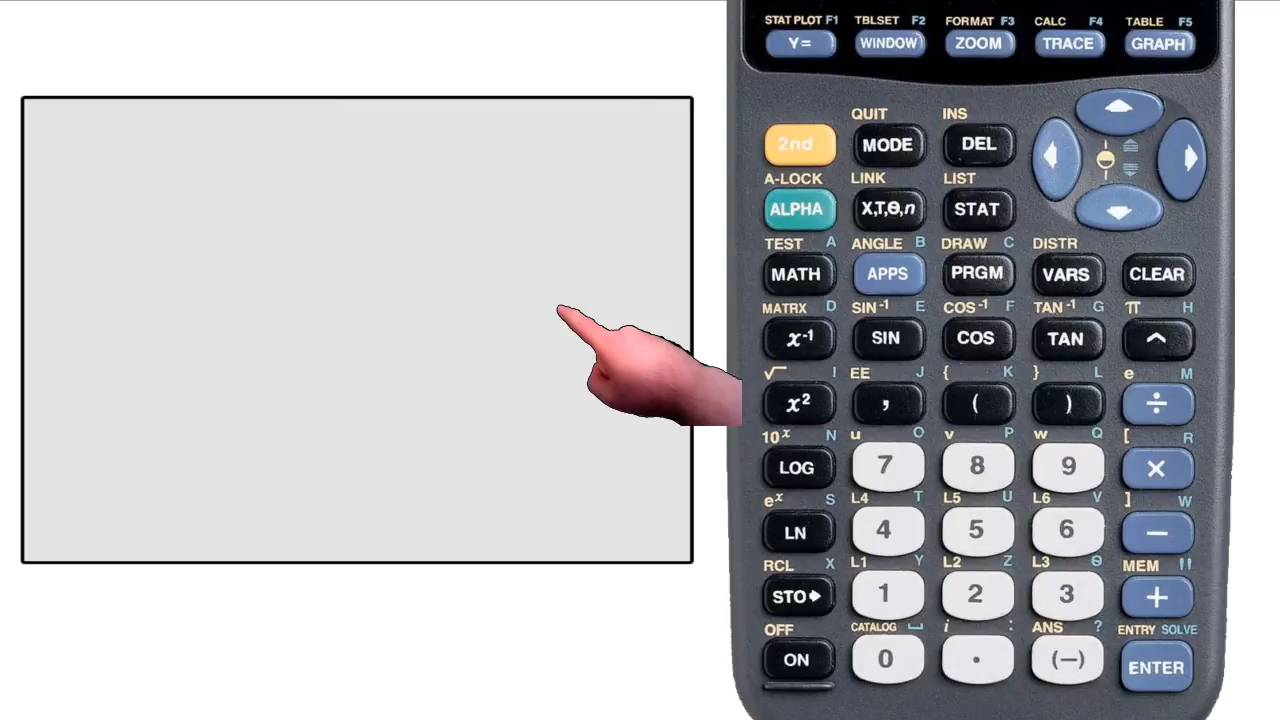 STAT PLOT F1 TBLSET F2 FORMAT F3 CALC F4 TABLE F5
Y= WINDOW ZOOM TRACE GRAPH
QUIT INS
2nd MODE DEL
A-LOCK LINK LIST
ALPHA X,T,Θ,n STAT
TEST A ANGLE B DRAW C DISTR
MATH APPS PRGM VARS CLEAR
MATRX D SIN⁻¹ E COS⁻¹ F TAN⁻¹ G π H
x⁻¹ SIN COS TAN ^
√ I EE J { K } L e M
x² , ( ) ÷
10ˣ N u O v P w Q [ R
LOG 7 8 9 ×
eˣ S L4 T L5 U L6 V ] W
LN 4 5 6 −
RCL X L1 Y L2 Z L3 Θ MEM "
STO▶ 1 2 3 +
OFF CATALOG ⎵ i : ANS ? ENTRY SOLVE
ON 0 . (−) ENTER